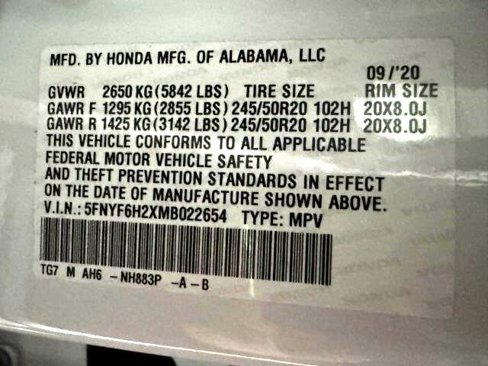 MFD. BY HONDA MFG. OF ALABAMA, LLC
09/'20
GVWR 2650 KG (5842 LBS) TIRE SIZE RIM SIZE
GAWR F 1295 KG (2855 LBS) 245/50R20 102H 20X8.0J
GAWR R 1425 KG (3142 LBS) 245/50R20 102H 20X8.0J
THIS VEHICLE CONFORMS TO ALL APPLICABLE
FEDERAL MOTOR VEHICLE SAFETY
AND THEFT PREVENTION STANDARDS IN EFFECT
ON THE DATE OF MANUFACTURE SHOWN ABOVE.
V.I.N.: 5FNYF6H2XMB022654 TYPE: MPV
TG7 M AH6 -NH883P -A -B